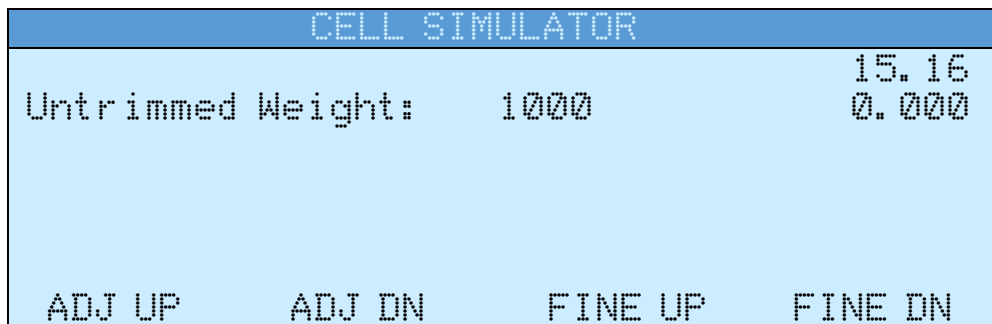 CELL SIMULATOR
15.16
Untrimmed Weight: 1000 0.000
ADJ UP ADJ DN FINE UP FINE DN